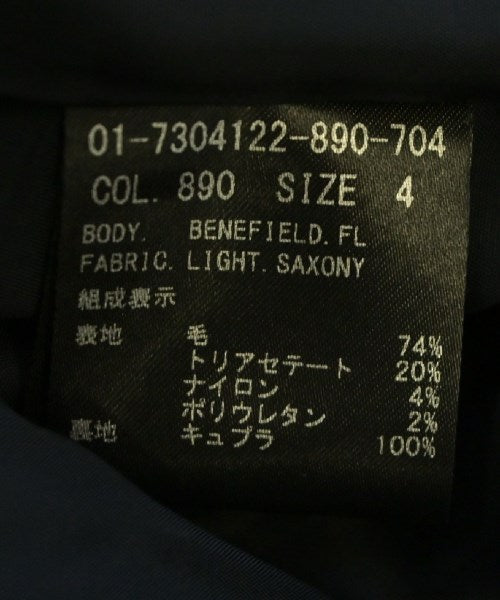 01-7304122-890-704
COL. 890 SIZE 4
BODY. BENEFIELD. FL
FABRIC. LIGHT. SAXONY
組成表示
表地 毛 74%
トリアセテート 20%
ナイロン 4%
ポリウレタン 2%
裏地 キュプラ 100%